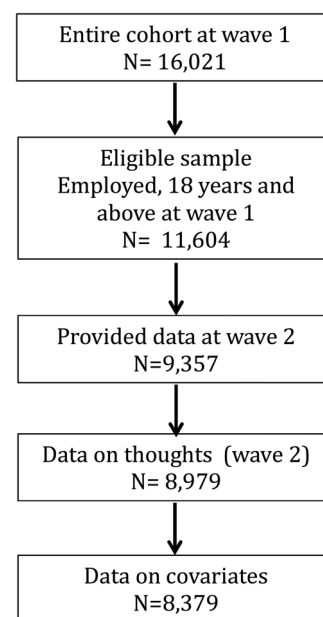 Entire cohort at wave 1
N= 16,021
Eligible sample
Employed, 18 years and
above at wave 1
N=  11,604
Provided data at wave 2
N=9,357
Data on thoughts  (wave 2)
N= 8,979
Data on covariates
N=8,379